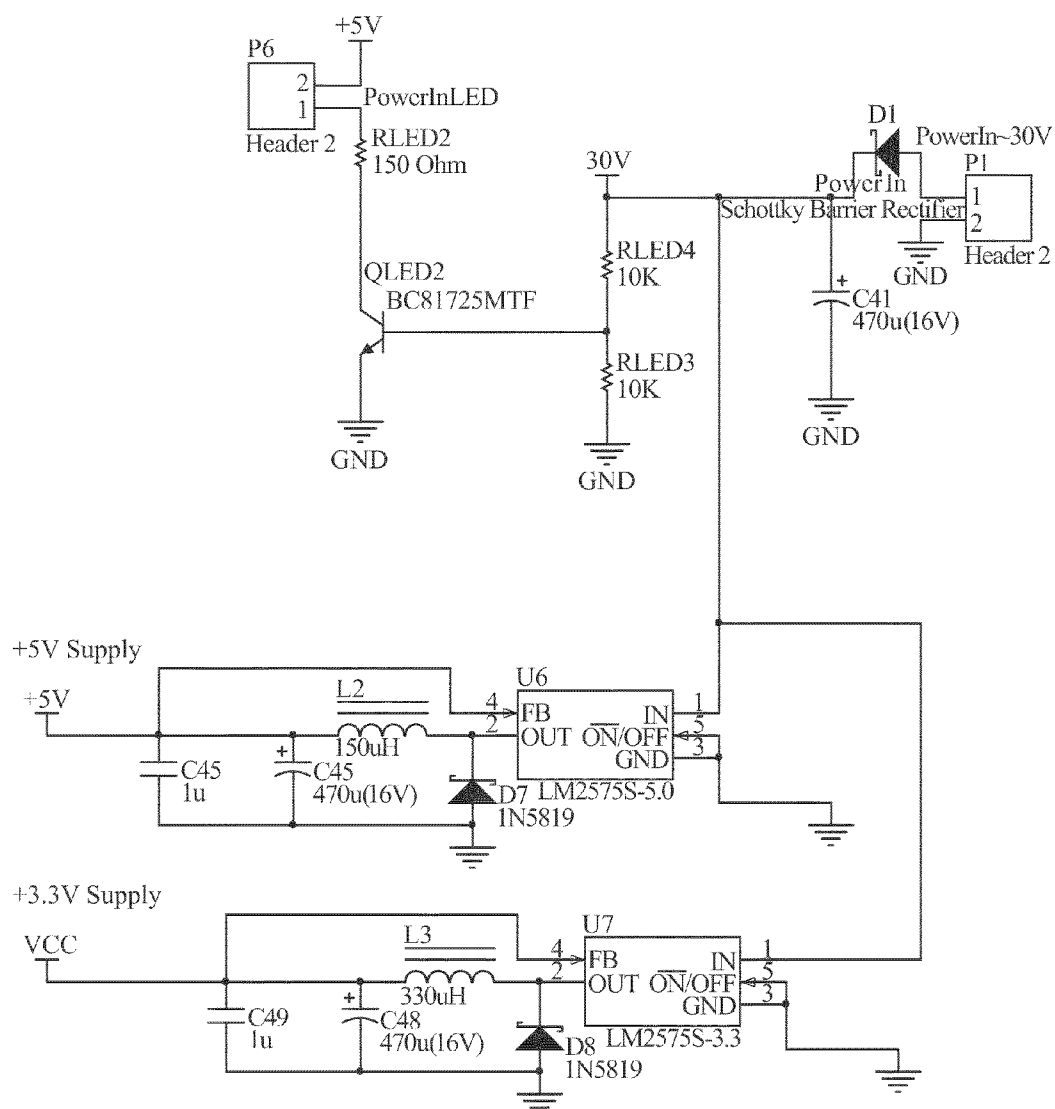 +5V
P6
2
1
Header 2
PowerInLED
RLED2
150 Ohm
QLED2
BC81725MTF
GND
30V
RLED4
10K
RLED3
10K
GND
D1
PowerIn~30V
PowerIn
Schottky Barrier Rectifier
P1
1
2
Header 2
GND
C41
+
470u(16V)
GND
+5V Supply
+5V
L2
150uH
C45
1u
+
C45
470u(16V)
D7
1N5819
U6
4
2
FB
OUT
IN
ON/OFF
GND
1
5
3
LM2575S-5.0
+3.3V Supply
VCC
L3
330uH
C49
1u
+
C48
470u(16V)
D8
1N5819
U7
4
2
FB
OUT
IN
ON/OFF
GND
1
5
3
LM2575S-3.3